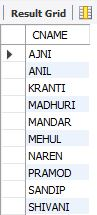 Result Grid
CNAME
AJNI
ANIL
KRANTI
MADHURI
MANDAR
MEHUL
NAREN
PRAMOD
SANDIP
SHIVANI